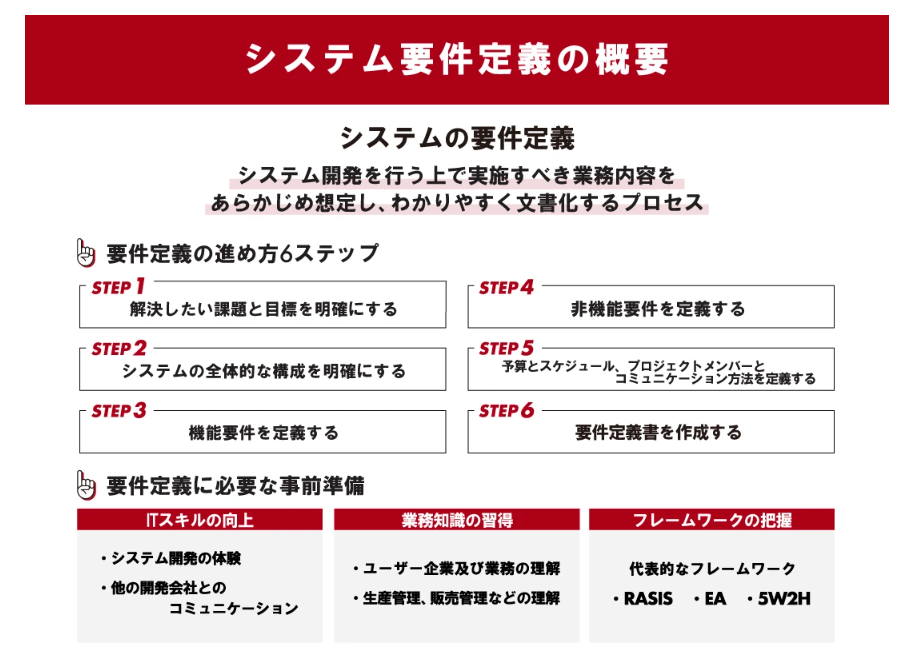 システム要件定義の概要
システムの要件定義
システム開発を行う上で実施すべき業務内容を
あらかじめ想定し、わかりやすく文書化するプロセス
要件定義の進め方6ステップ
STEP 1
解決したい課題と目標を明確にする
STEP 2
システムの全体的な構成を明確にする
STEP 3
機能要件を定義する
STEP 4
非機能要件を定義する
STEP 5
予算とスケジュール、プロジェクトメンバーと
コミュニケーション方法を定義する
STEP 6
要件定義書を作成する
要件定義に必要な事前準備
ITスキルの向上
・システム開発の体験
・他の開発会社との
コミュニケーション
業務知識の習得
・ユーザー企業及び業務の理解
・生産管理、販売管理などの理解
フレームワークの把握
代表的なフレームワーク
・RASIS ・EA ・5W2H